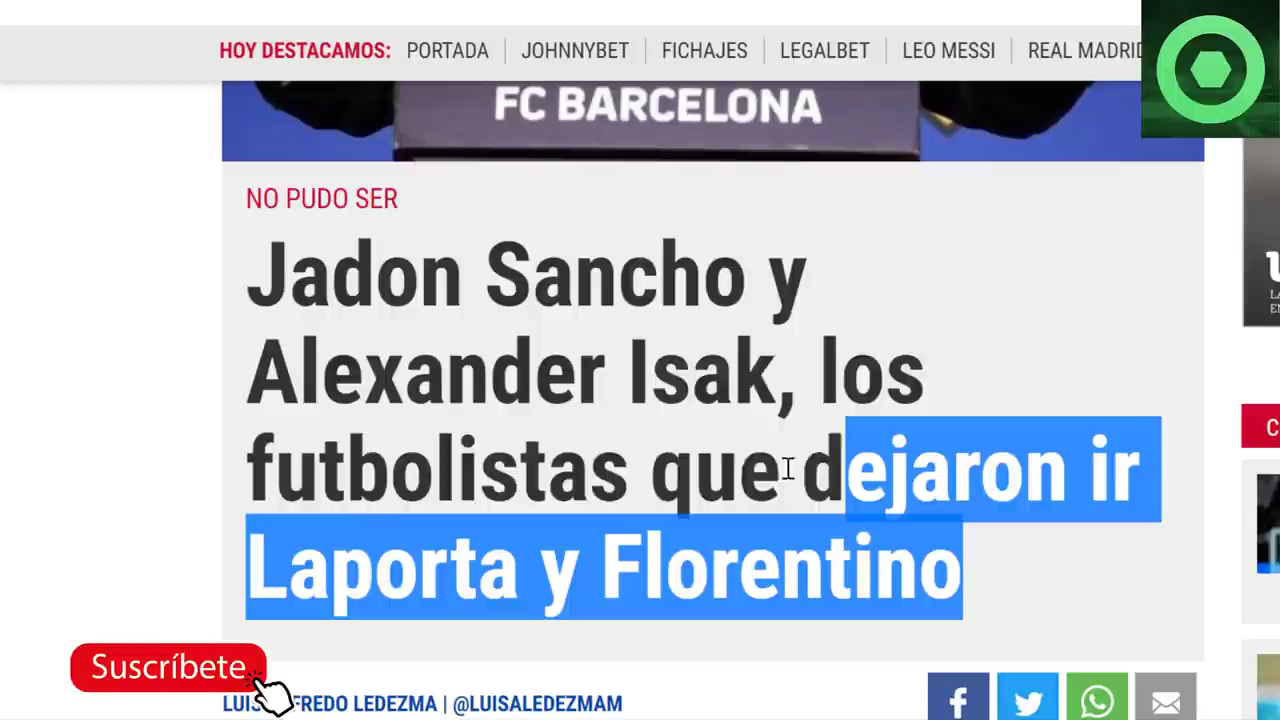 HOY DESTACAMOS: PORTADA JOHNNYBET FICHAJES LEGALBET LEO MESSI REAL MADRID
FC BARCELONA
NO PUDO SER
Jadon Sancho y
Alexander Isak, los
futbolistas que dejaron ir
Laporta y Florentino
Suscríbete
LEDEZMA | @LUISALEDEZMAM